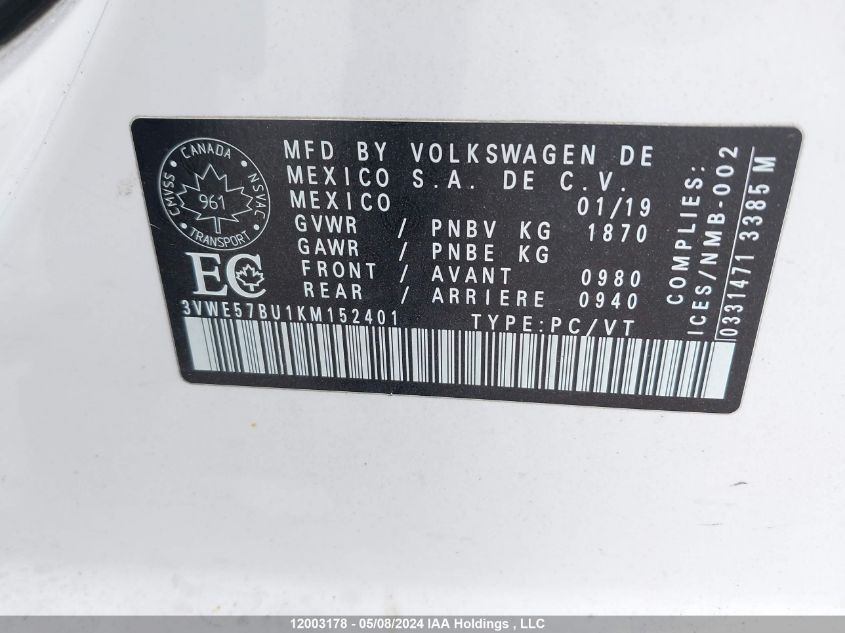 CANADA
CMVSS
NSVAC
961
TRANSPORT
EC
MFD BY VOLKSWAGEN DE
MEXICO S.A. DE C.V.
MEXICO 01/19
GVWR / PNBV KG 1870
GAWR / PNBE KG
FRONT / AVANT 0980
REAR / ARRIERE 0940
3VWE57BU1KM152401 TYPE:PC/VT
COMPLIES:
ICES/NMB-002
0331471 3385 M
12003178 - 05/08/2024 IAA Holdings , LLC